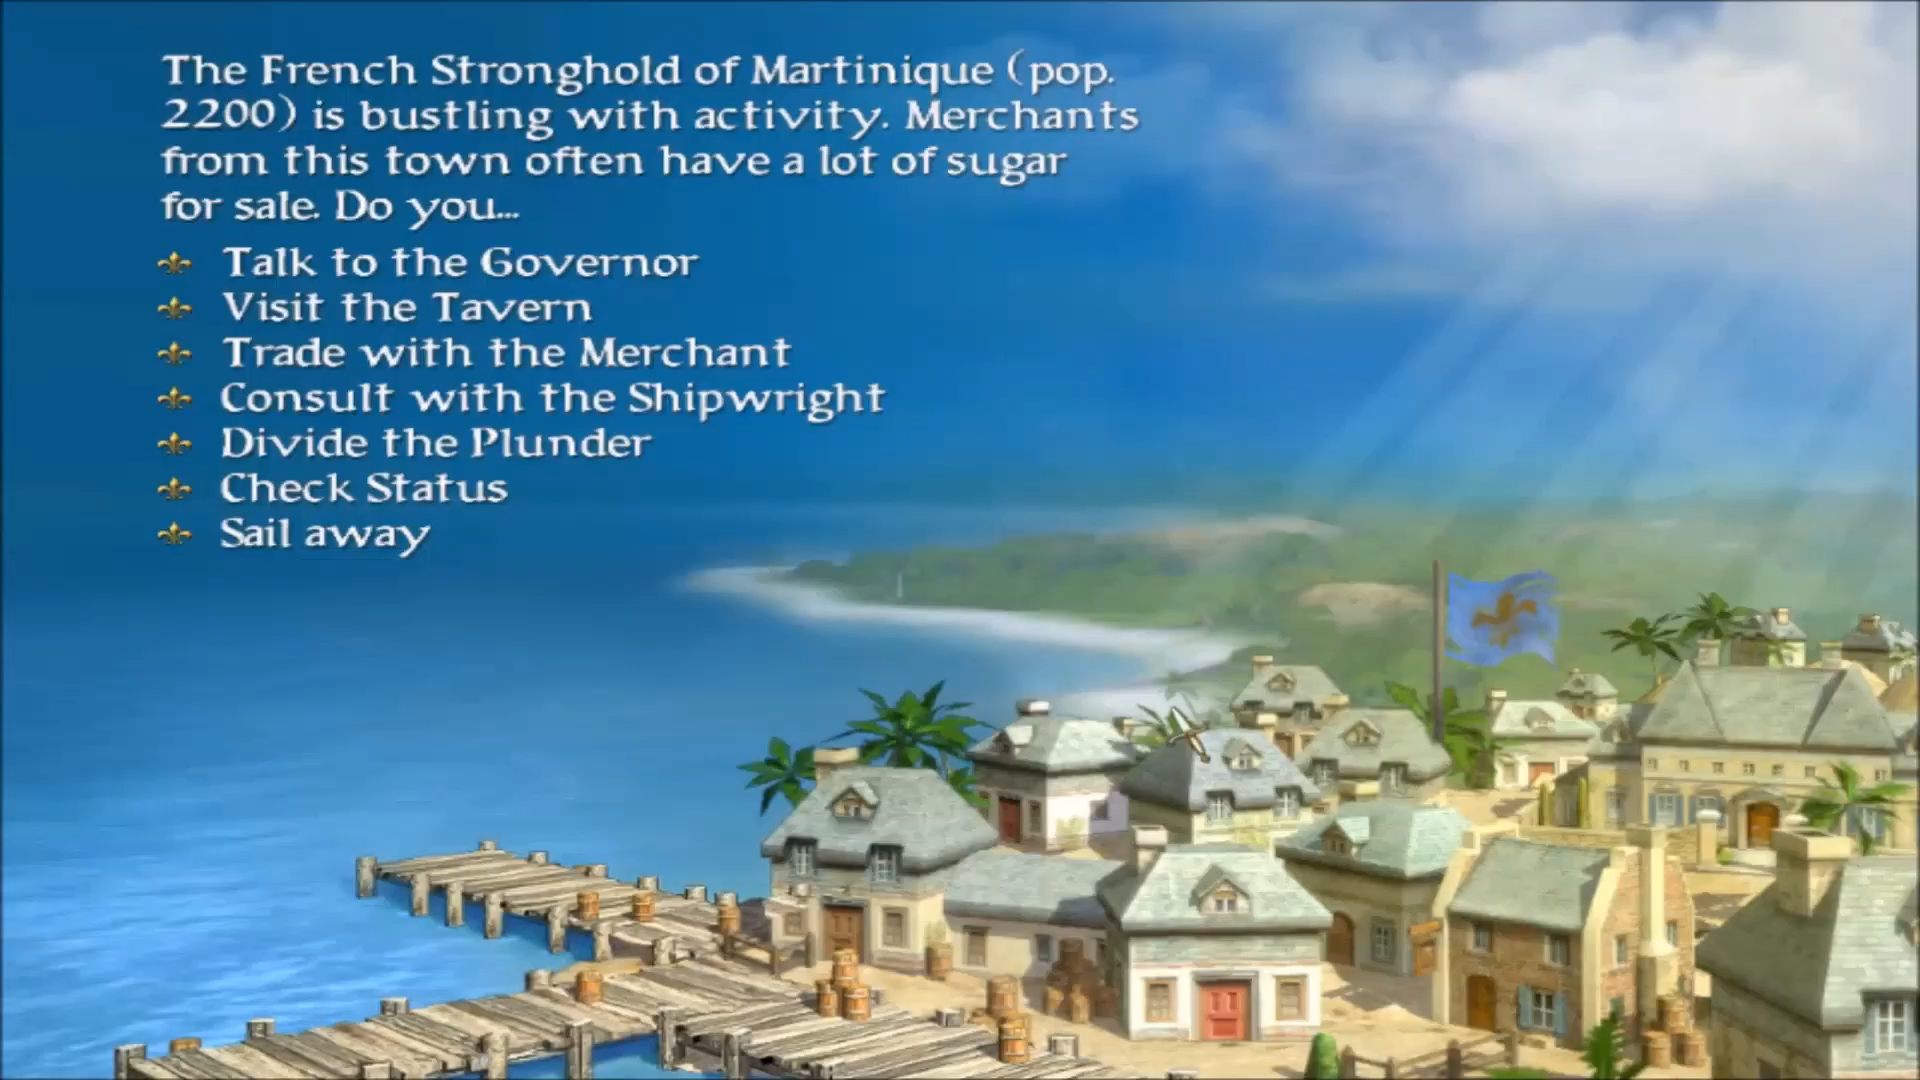 The French Stronghold of Martinique (pop.
2200) is bustling with activity. Merchants
from this town often have a lot of sugar
for sale. Do you...
Talk to the Governor
Visit the Tavern
Trade with the Merchant
Consult with the Shipwright
Divide the Plunder
Check Status
Sail away